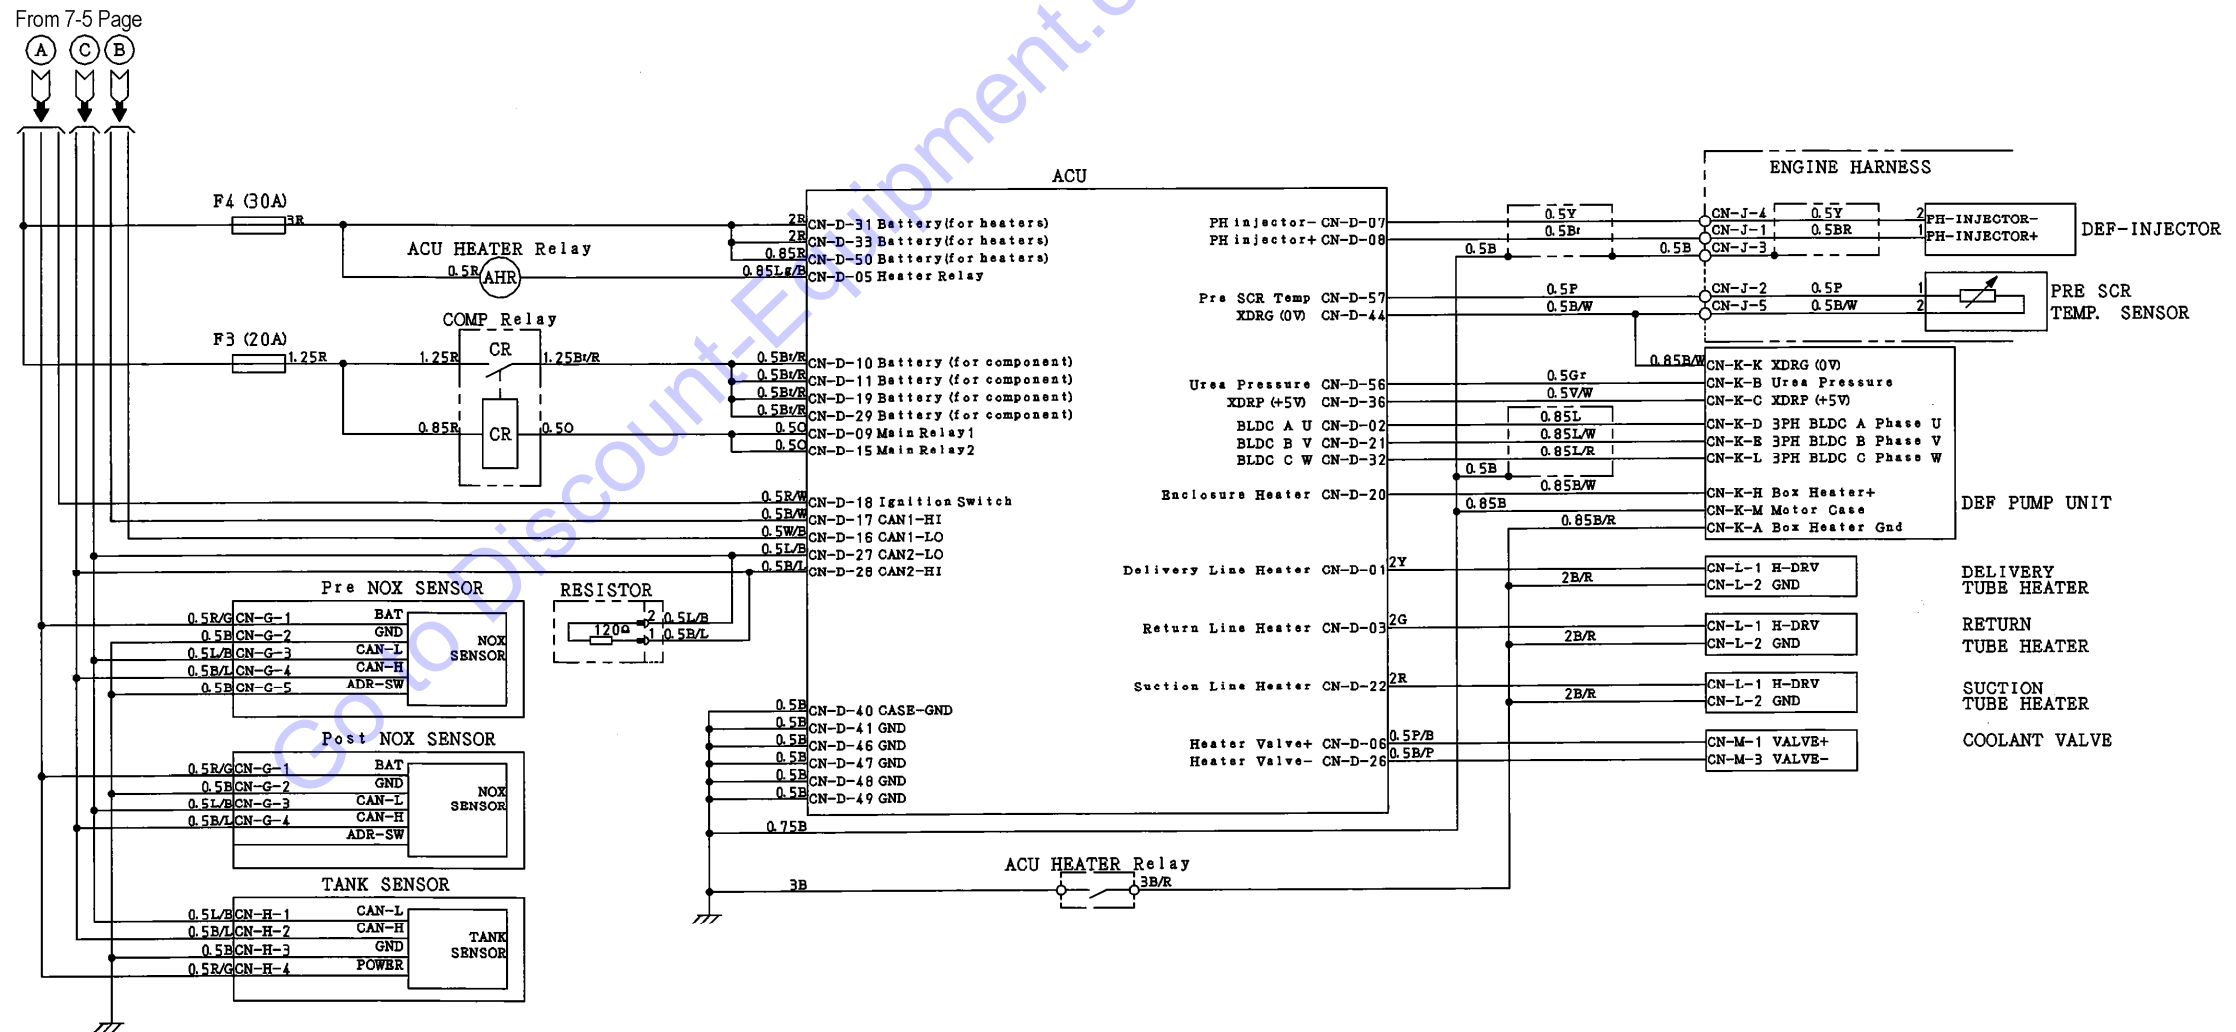 From 7-5 Page
A C B
F4 (30A)
3R
ACU HEATER Relay
0.5R AHR
F3 (20A)
1.25R
COMP Relay
1.25R CR 1.25Br/R
0.85R CR 0.5O
ACU
2R CN-D-31 Battery(for heaters)
2R CN-D-33 Battery(for heaters)
0.85R CN-D-50 Battery(for heaters)
0.85Lg/B CN-D-05 Heater Relay
0.5Br/R CN-D-10 Battery (for component)
0.5Br/R CN-D-11 Battery (for component)
0.5Br/R CN-D-19 Battery (for component)
0.5Br/R CN-D-29 Battery (for component)
0.5O CN-D-09 Main Relay1
0.5O CN-D-15 Main Relay2
0.5R/W CN-D-18 Ignition Switch
0.5B/W CN-D-17 CAN1-HI
0.5W/B CN-D-16 CAN1-LO
0.5L/B CN-D-27 CAN2-LO
0.5B/L CN-D-28 CAN2-HI
0.5B CN-D-40 CASE-GND
0.5B CN-D-41 GND
0.5B CN-D-46 GND
0.5B CN-D-47 GND
0.5B CN-D-48 GND
0.5B CN-D-49 GND
0.75B
RESISTOR
2 0.5L/B
120Ω 1 0.5B/L
Pre NOX SENSOR
0.5R/G CN-G-1 BAT
0.5B CN-G-2 GND
0.5L/B CN-G-3 CAN-L
0.5B/L CN-G-4 CAN-H
0.5B CN-G-5 ADR-SW
NOX
SENSOR
Post NOX SENSOR
0.5R/G CN-G-1 BAT
0.5B CN-G-2 GND
0.5L/B CN-G-3 CAN-L
0.5B/L CN-G-4 CAN-H
ADR-SW
NOX
SENSOR
TANK SENSOR
0.5L/B CN-H-1 CAN-L
0.5B/L CN-H-2 CAN-H
0.5B CN-H-3 GND
0.5R/G CN-H-4 POWER
TANK
SENSOR
ACU HEATER Relay
3B 3B/R
PH injector- CN-D-07 0.5Y
PH injector+ CN-D-08 0.5Br
0.5B 0.5B
Pre SCR Temp CN-D-57 0.5P
XDRG (0V) CN-D-44 0.5B/W
0.85B/W
Urea Pressure CN-D-56 0.5Gr
XDRP (+5V) CN-D-36 0.5V/W
BLDC A U CN-D-02 0.85L
BLDC B V CN-D-21 0.85L/W
BLDC C W CN-D-32 0.85L/R
0.5B
Enclosure Heater CN-D-20 0.85B/W
0.85B
0.85B/R
Delivery Line Heater CN-D-01 2Y
2B/R
Return Line Heater CN-D-03 2G
2B/R
Suction Line Heater CN-D-22 2R
2B/R
Heater Valve+ CN-D-06 0.5P/B
Heater Valve- CN-D-26 0.5B/P
ENGINE HARNESS
CN-J-4 0.5Y 2 PH-INJECTOR-
CN-J-1 0.5BR 1 PH-INJECTOR+
CN-J-3
DEF-INJECTOR
CN-J-2 0.5P 1
CN-J-5 0.5B/W 2
PRE SCR
TEMP. SENSOR
CN-K-K XDRG (0V)
CN-K-B Urea Pressure
CN-K-C XDRP (+5V)
CN-K-D 3PH BLDC A Phase U
CN-K-E 3PH BLDC B Phase V
CN-K-L 3PH BLDC C Phase W
CN-K-H Box Heater+
CN-K-M Motor Case
CN-K-A Box Heater Gnd
DEF PUMP UNIT
CN-L-1 H-DRV
CN-L-2 GND
DELIVERY
TUBE HEATER
CN-L-1 H-DRV
CN-L-2 GND
RETURN
TUBE HEATER
CN-L-1 H-DRV
CN-L-2 GND
SUCTION
TUBE HEATER
CN-M-1 VALVE+
CN-M-3 VALVE-
COOLANT VALVE
Go to Discount-Equipment.c